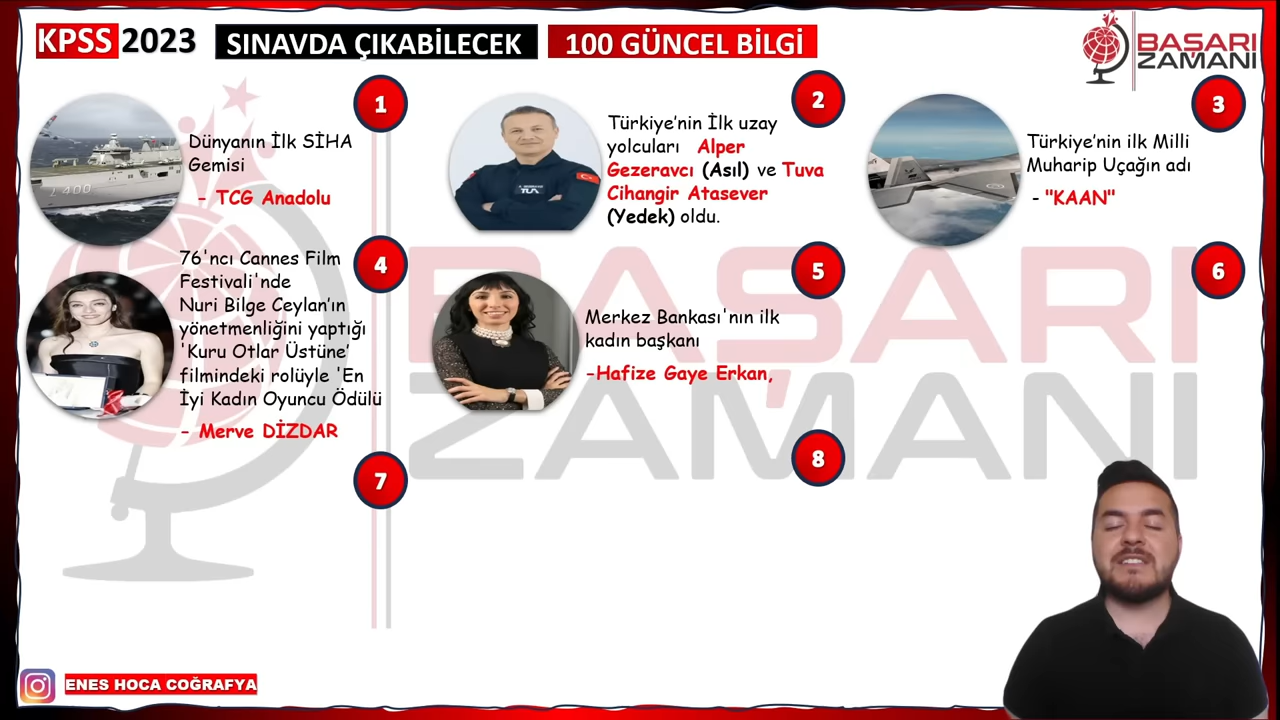 KPSS 2023 SINAVDA ÇIKABİLECEK 100 GÜNCEL BİLGİ
BAŞARI
ZAMANI
1
Dünyanın İlk SİHA
Gemisi
- TCG Anadolu
L 400
2
Türkiye’nin İlk uzay
yolcuları Alper
Gezeravcı (Asıl) ve Tuva
Cihangir Atasever
(Yedek) oldu.
TUA
3
Türkiye’nin ilk Milli
Muharip Uçağın adı
- "KAAN"
4
76'ncı Cannes Film
Festivali'nde
Nuri Bilge Ceylan’ın
yönetmenliğini yaptığı
'Kuru Otlar Üstüne’
filmindeki rolüyle 'En
İyi Kadın Oyuncu Ödülü
- Merve DİZDAR
5
Merkez Bankası'nın ilk
kadın başkanı
-Hafize Gaye Erkan,
6
7
8
BAŞARI
ZAMANI
ENES HOCA COĞRAFYA